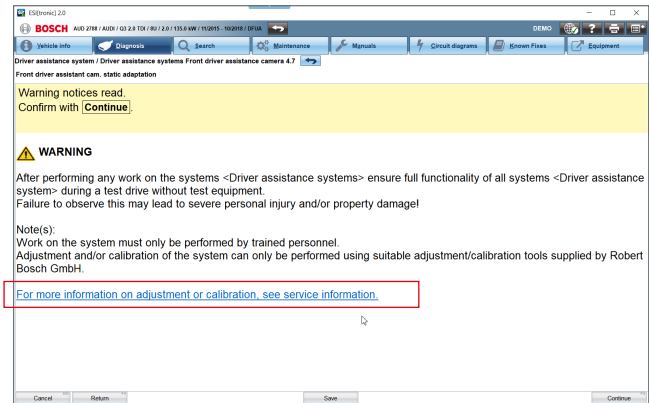 ESI[tronic] 2.0
BOSCH AUD 2788 / AUDI / Q3 2.0 TDI / 8U / 2.0 / 135.0 kW / 11/2015 - 10/2018 / DFUA DEMO
Vehicle info Diagnosis Search Maintenance Manuals Circuit diagrams Known Fixes Equipment
Driver assistance system / Driver assistance systems Front driver assistance camera 4.7
Front driver assistant cam. static adaptation
Warning notices read.
Confirm with Continue.
WARNING
After performing any work on the systems <Driver assistance systems> ensure full functionality of all systems <Driver assistance
system> during a test drive without test equipment.
Failure to observe this may lead to severe personal injury and/or property damage!
Note(s):
Work on the system must only be performed by trained personnel.
Adjustment and/or calibration of the system can only be performed using suitable adjustment/calibration tools supplied by Robert
Bosch GmbH.
For more information on adjustment or calibration, see service information.
Cancel Return Save Continue